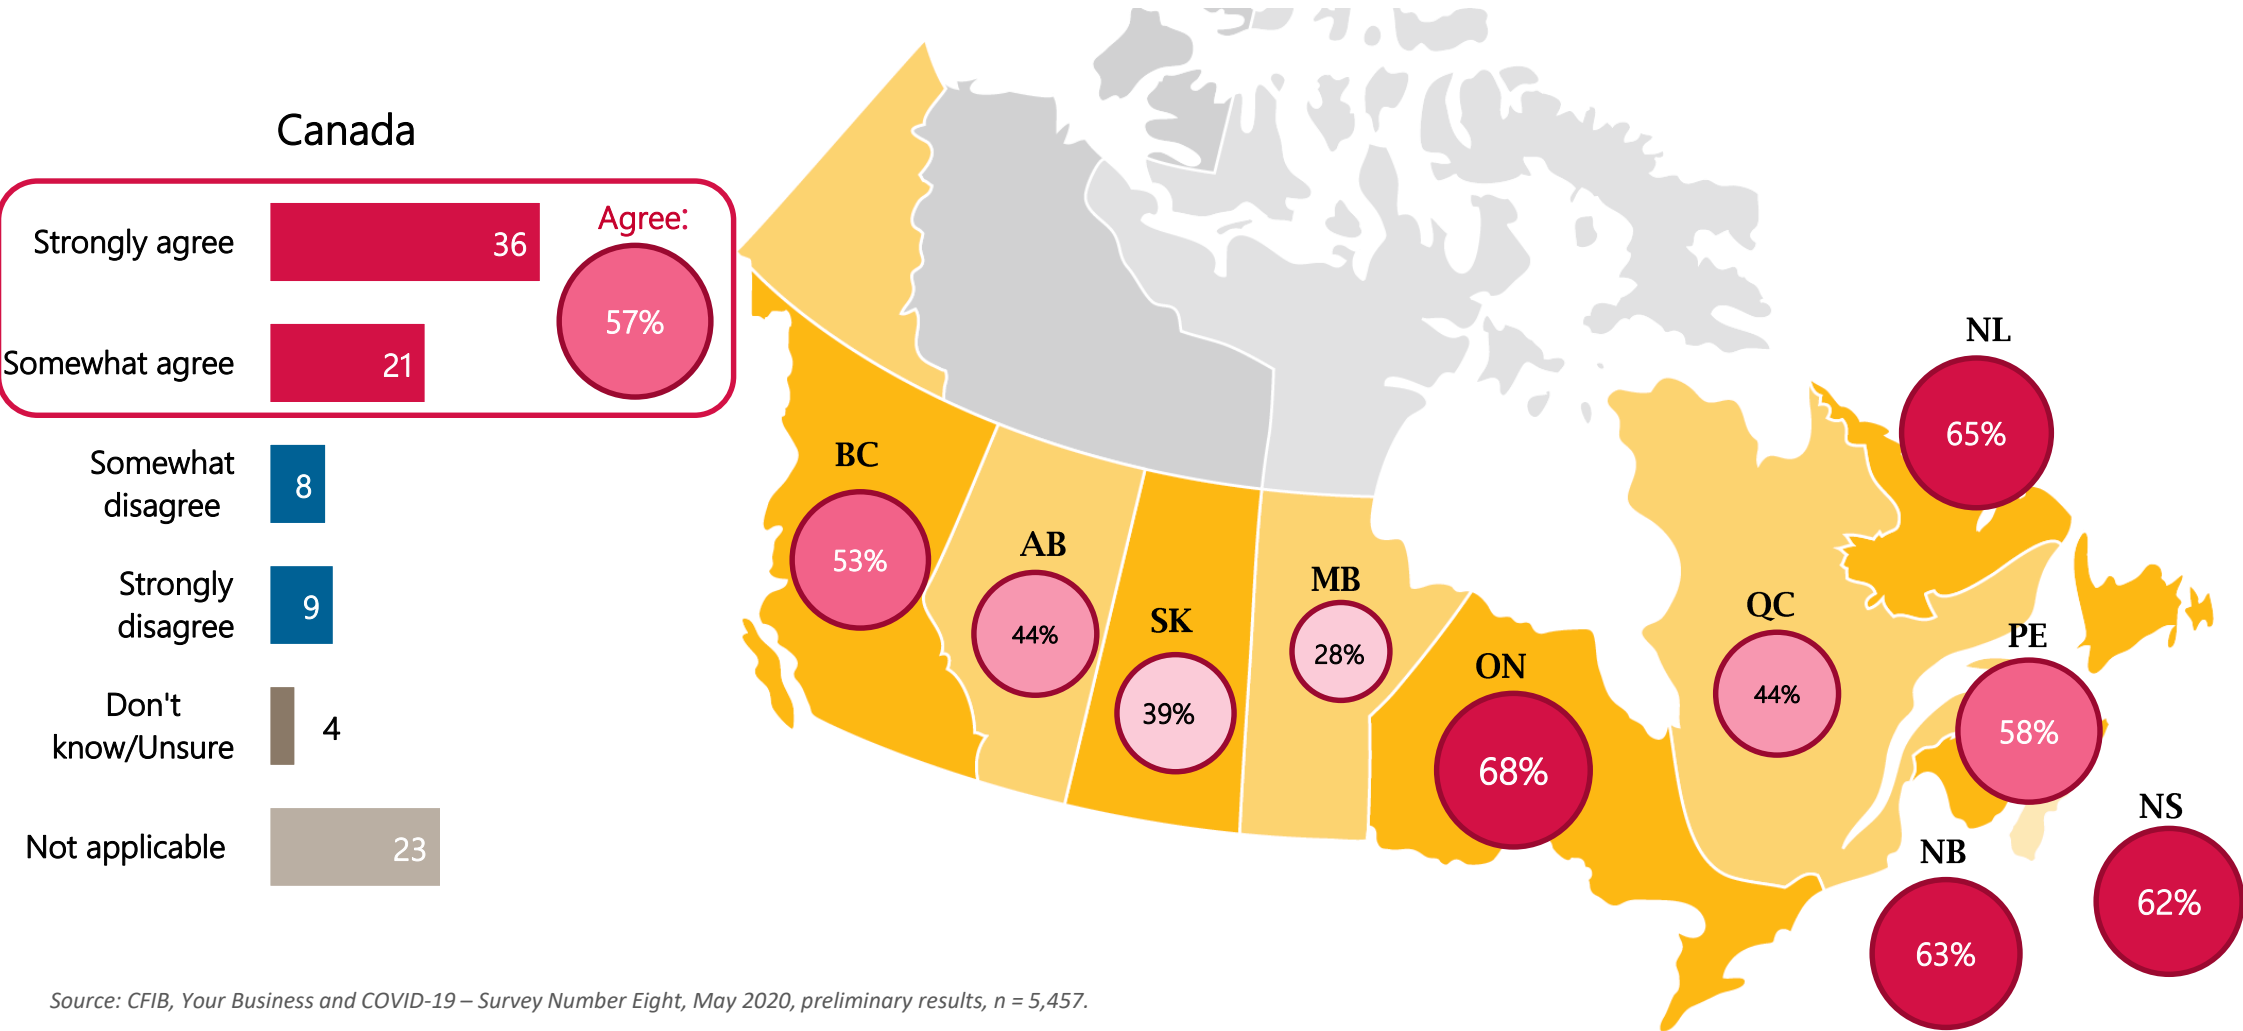 Canada
Strongly agree
36
Agree:
57%
Somewhat agree
21
Somewhat
disagree
8
Strongly
disagree
9
Don't
know/Unsure
4
Not applicable
23
BC
53%
AB
44%
SK
39%
MB
28%
ON
68%
QC
44%
NL
65%
PE
58%
NS
62%
NB
63%
Source: CFIB, Your Business and COVID-19 – Survey Number Eight, May 2020, preliminary results, n = 5,457.